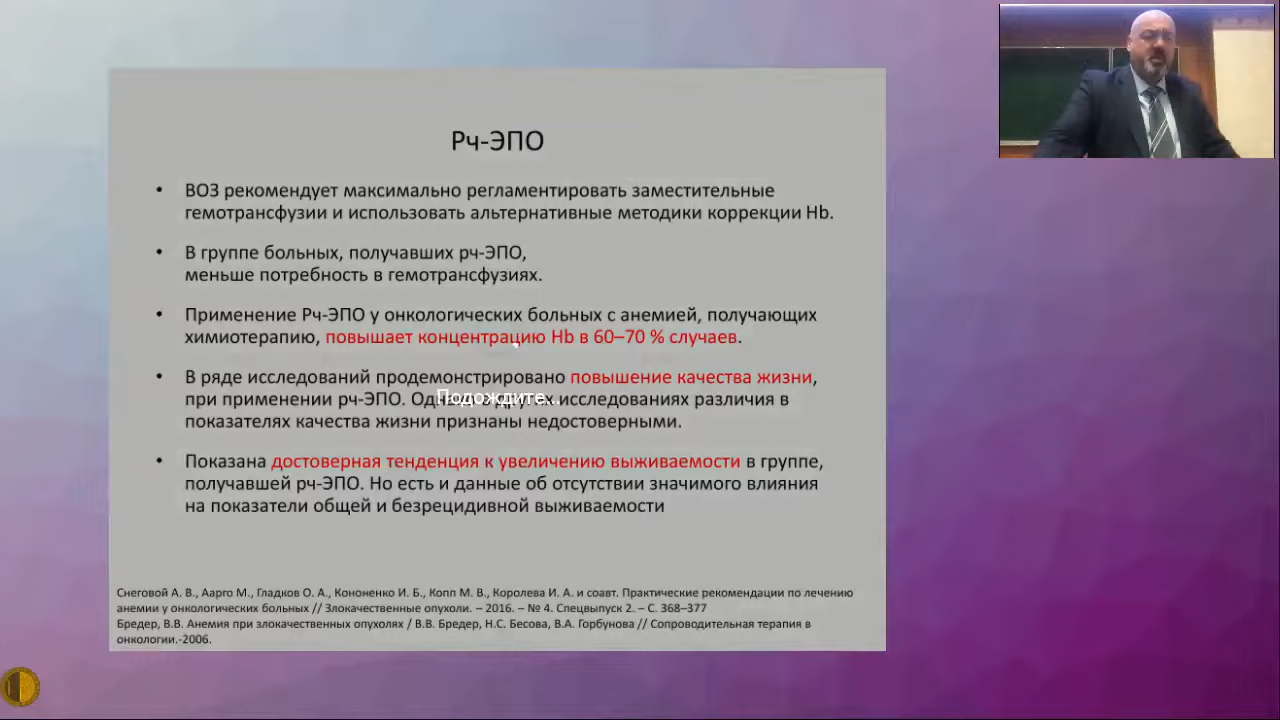 Рч-ЭПО
• ВОЗ рекомендует максимально регламентировать заместительные
гемотрансфузии и использовать альтернативные методики коррекции Hb.
• В группе больных, получавших рч-ЭПО,
меньше потребность в гемотрансфузиях.
• Применение Рч-ЭПО у онкологических больных с анемией, получающих
химиотерапию, повышает концентрацию Hb в 60–70 % случаев.
• В ряде исследований продемонстрировано повышение качества жизни,
при применении рч-ЭПО. исследованиях различия в
Подождите...
показателях качества жизни признаны недостоверными.
• Показана достоверная тенденция к увеличению выживаемости в группе,
получавшей рч-ЭПО. Но есть и данные об отсутствии значимого влияния
на показатели общей и безрецидивной выживаемости
Снеговой А. В., Аарго М., Гладков О. А., Кононенко И. Б., Копп М. В., Королева И. А. и соавт. Практические рекомендации по лечению
анемии у онкологических больных // Злокачественные опухоли. – 2016. – № 4. Спецвыпуск 2. – С. 368–377
Бредер, В.В. Анемия при злокачественных опухолях / В.В. Бредер, Н.С. Бесова, В.А. Горбунова // Сопроводительная терапия в
онкологии.-2006.